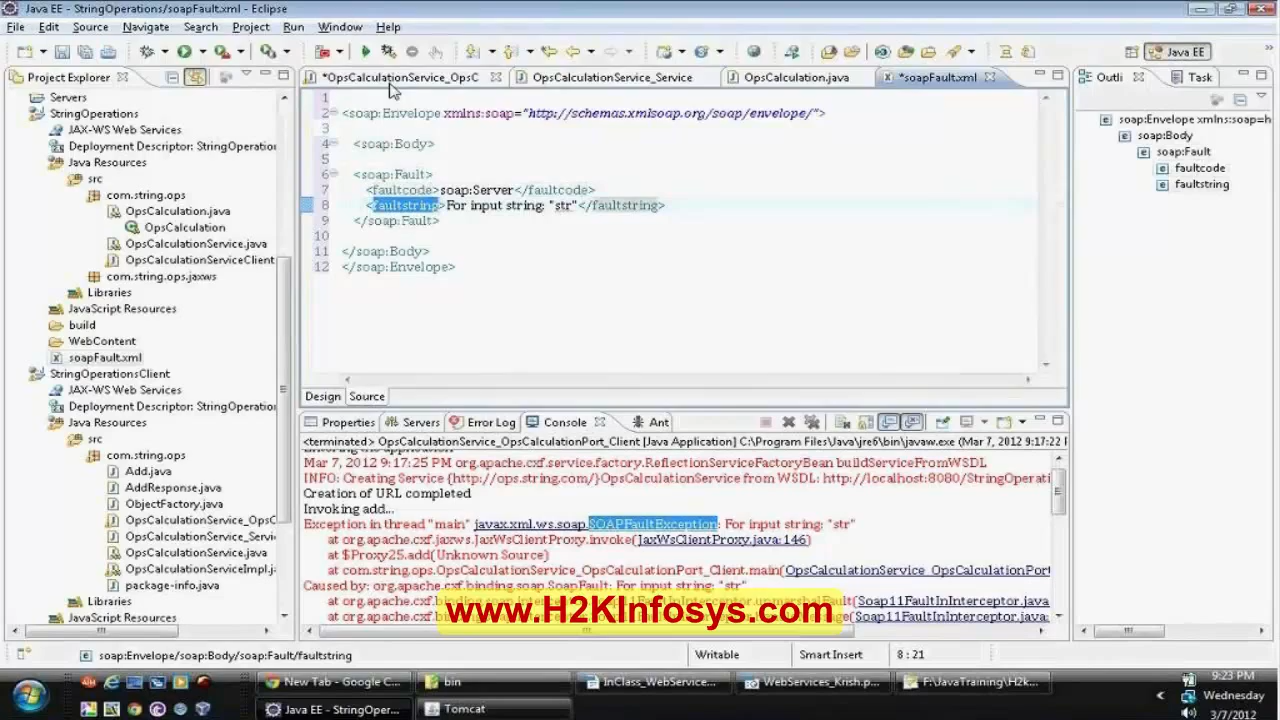 Java EE - StringOperations/soapFault.xml - Eclipse
File Edit Source Navigate Search Project Run Window Help
Java EE
Project Explorer
*OpsCalculationService_OpsC
OpsCalculationService_Service
OpsCalculation.java
*soapFault.xml
Outli
Task
Servers
StringOperations
JAX-WS Web Services
Deployment Descriptor: StringOperation
Java Resources
src
com.string.ops
OpsCalculation.java
OpsCalculation
OpsCalculationService.java
OpsCalculationServiceClient
com.string.ops.jaxws
Libraries
JavaScript Resources
build
WebContent
soapFault.xml
StringOperationsClient
JAX-WS Web Services
Deployment Descriptor: StringOperation
Java Resources
src
com.string.ops
Add.java
AddResponse.java
ObjectFactory.java
OpsCalculationService_OpsC
OpsCalculationService_Servic
OpsCalculationService.java
OpsCalculationServiceImpl.j
package-info.java
Libraries
JavaScript Resources
1
2 <soap:Envelope xmlns:soap="http://schemas.xmlsoap.org/soap/envelope/">
3
4 <soap:Body>
5
6 <soap:Fault>
7 <faultcode>soap:Server</faultcode>
8 <faultstring>For input string: "str"</faultstring>
9 </soap:Fault>
10
11 </soap:Body>
12 </soap:Envelope>
Design Source
soap:Envelope xmlns:soap=h
soap:Body
soap:Fault
faultcode
faultstring
Properties Servers Error Log Console Ant
<terminated> OpsCalculationService_OpsCalculationPort_Client [Java Application] C:\Program Files\Java\jre6\bin\javaw.exe (Mar 7, 2012 9:17:22 P
Entering the application
Mar 7, 2012 9:17:25 PM org.apache.cxf.service.factory.ReflectionServiceFactoryBean buildServiceFromWSDL
INFO: Creating Service {http://ops.string.com/}OpsCalculationService from WSDL: http://localhost:8080/StringOperati
Creation of URL completed
Invoking add...
Exception in thread "main" javax.xml.ws.soap.SOAPFaultException: For input string: "str"
at org.apache.cxf.jaxws.JaxWsClientProxy.invoke(JaxWsClientProxy.java:146)
at $Proxy25.add(Unknown Source)
at com.string.ops.OpsCalculationService_OpsCalculationPort_Client.main(OpsCalculationService_OpsCalculationPort
Caused by: org.apache.cxf.binding.soap.SoapFault: For input string: "str"
at org.apache.cxf.binding.soap.inter
(Soap11FaultInInterceptor.java
www.H2KInfosys.com
soap:Envelope/soap:Body/soap:Fault/faultstring
Writable
Smart Insert
8 : 21
New Tab - Google C...
bin
InClass_WebService...
WebServices_Krish.p...
F:\JavaTraining\H2k...
Java EE - StringOper...
Tomcat
9:23 PM
Wednesday
3/7/2012